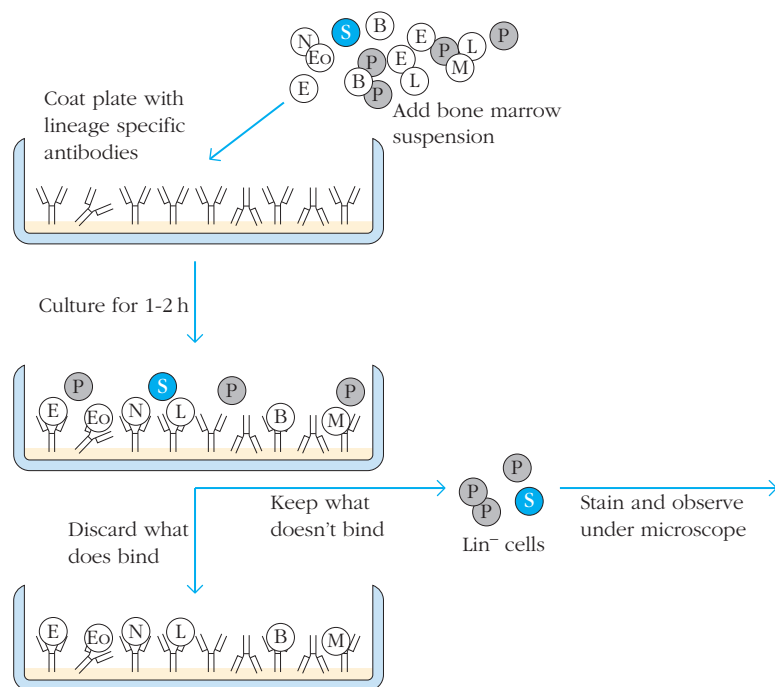 N
S
B
Eo
E
P
L
P
P
E
M
E
B
L
P
Add bone marrow
suspension
Coat plate with
lineage specific
antibodies
Culture for 1-2 h
P
S
P
P
E
Eo
N
L
B
M
Keep what
doesn't bind
Discard what
does bind
P
P
P
S
Lin⁻ cells
Stain and observe
under microscope
E
Eo
N
L
B
M